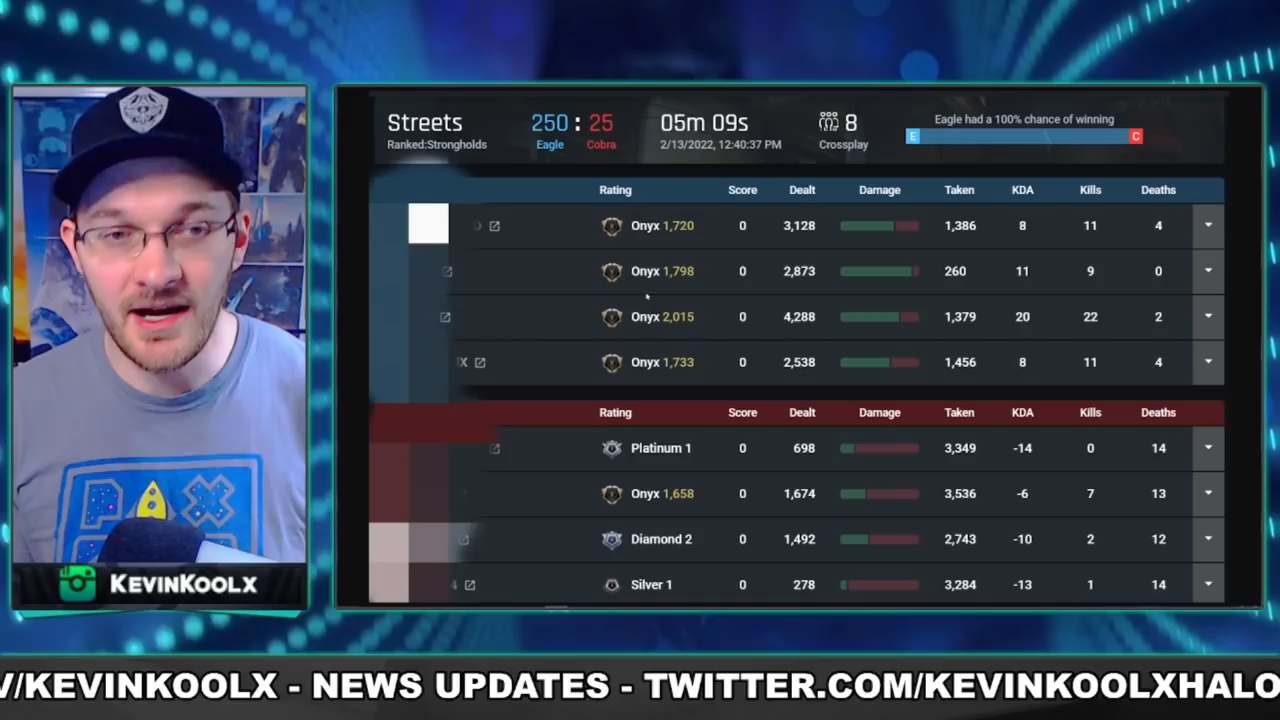 Streets
Ranked:Strongholds
250 : 25
Eagle Cobra
05m 09s
2/13/2022, 12:40:37 PM
8
Crossplay
Eagle had a 100% chance of winning
E C
Rating Score Dealt Damage Taken KDA Kills Deaths
Onyx 1,720 0 3,128 1,386 8 11 4
Onyx 1,798 0 2,873 260 11 9 0
Onyx 2,015 0 4,288 1,379 20 22 2
IX Onyx 1,733 0 2,538 1,456 8 11 4
Rating Score Dealt Damage Taken KDA Kills Deaths
Platinum 1 0 698 3,349 -14 0 14
Onyx 1,658 0 1,674 3,536 -6 7 13
Diamond 2 0 1,492 2,743 -10 2 12
4 Silver 1 0 278 3,284 -13 1 14
PAX
KEVINKOOLX
V/KEVINKOOLX - NEWS UPDATES - TWITTER.COM/KEVINKOOLXHALO